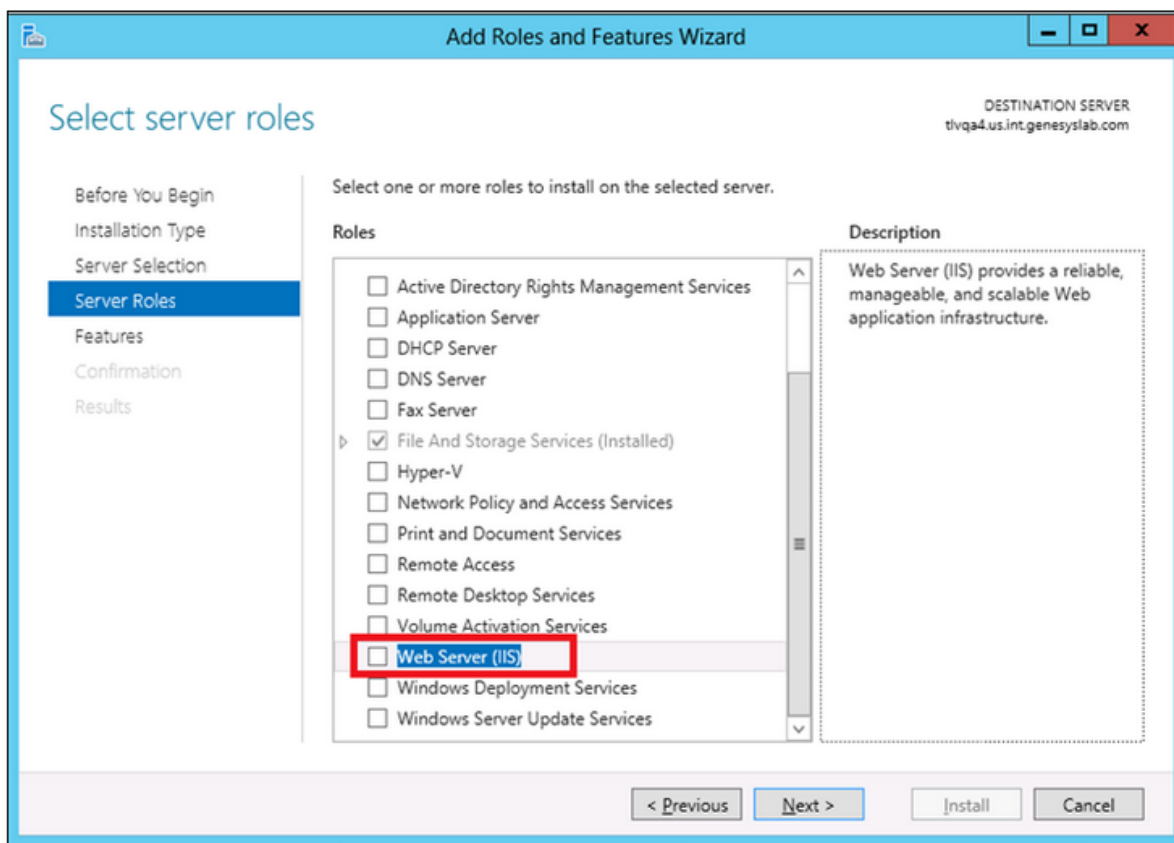 Add Roles and Features Wizard
Select server roles
DESTINATION SERVER
tlvqa4.us.int.genesyslab.com
Before You Begin
Installation Type
Server Selection
Server Roles
Features
Confirmation
Results
Select one or more roles to install on the selected server.
Roles
Active Directory Rights Management Services
Application Server
DHCP Server
DNS Server
Fax Server
File And Storage Services (Installed)
Hyper-V
Network Policy and Access Services
Print and Document Services
Remote Access
Remote Desktop Services
Volume Activation Services
Web Server (IIS)
Windows Deployment Services
Windows Server Update Services
Description
Web Server (IIS) provides a reliable,
manageable, and scalable Web
application infrastructure.
< Previous
Next >
Install
Cancel